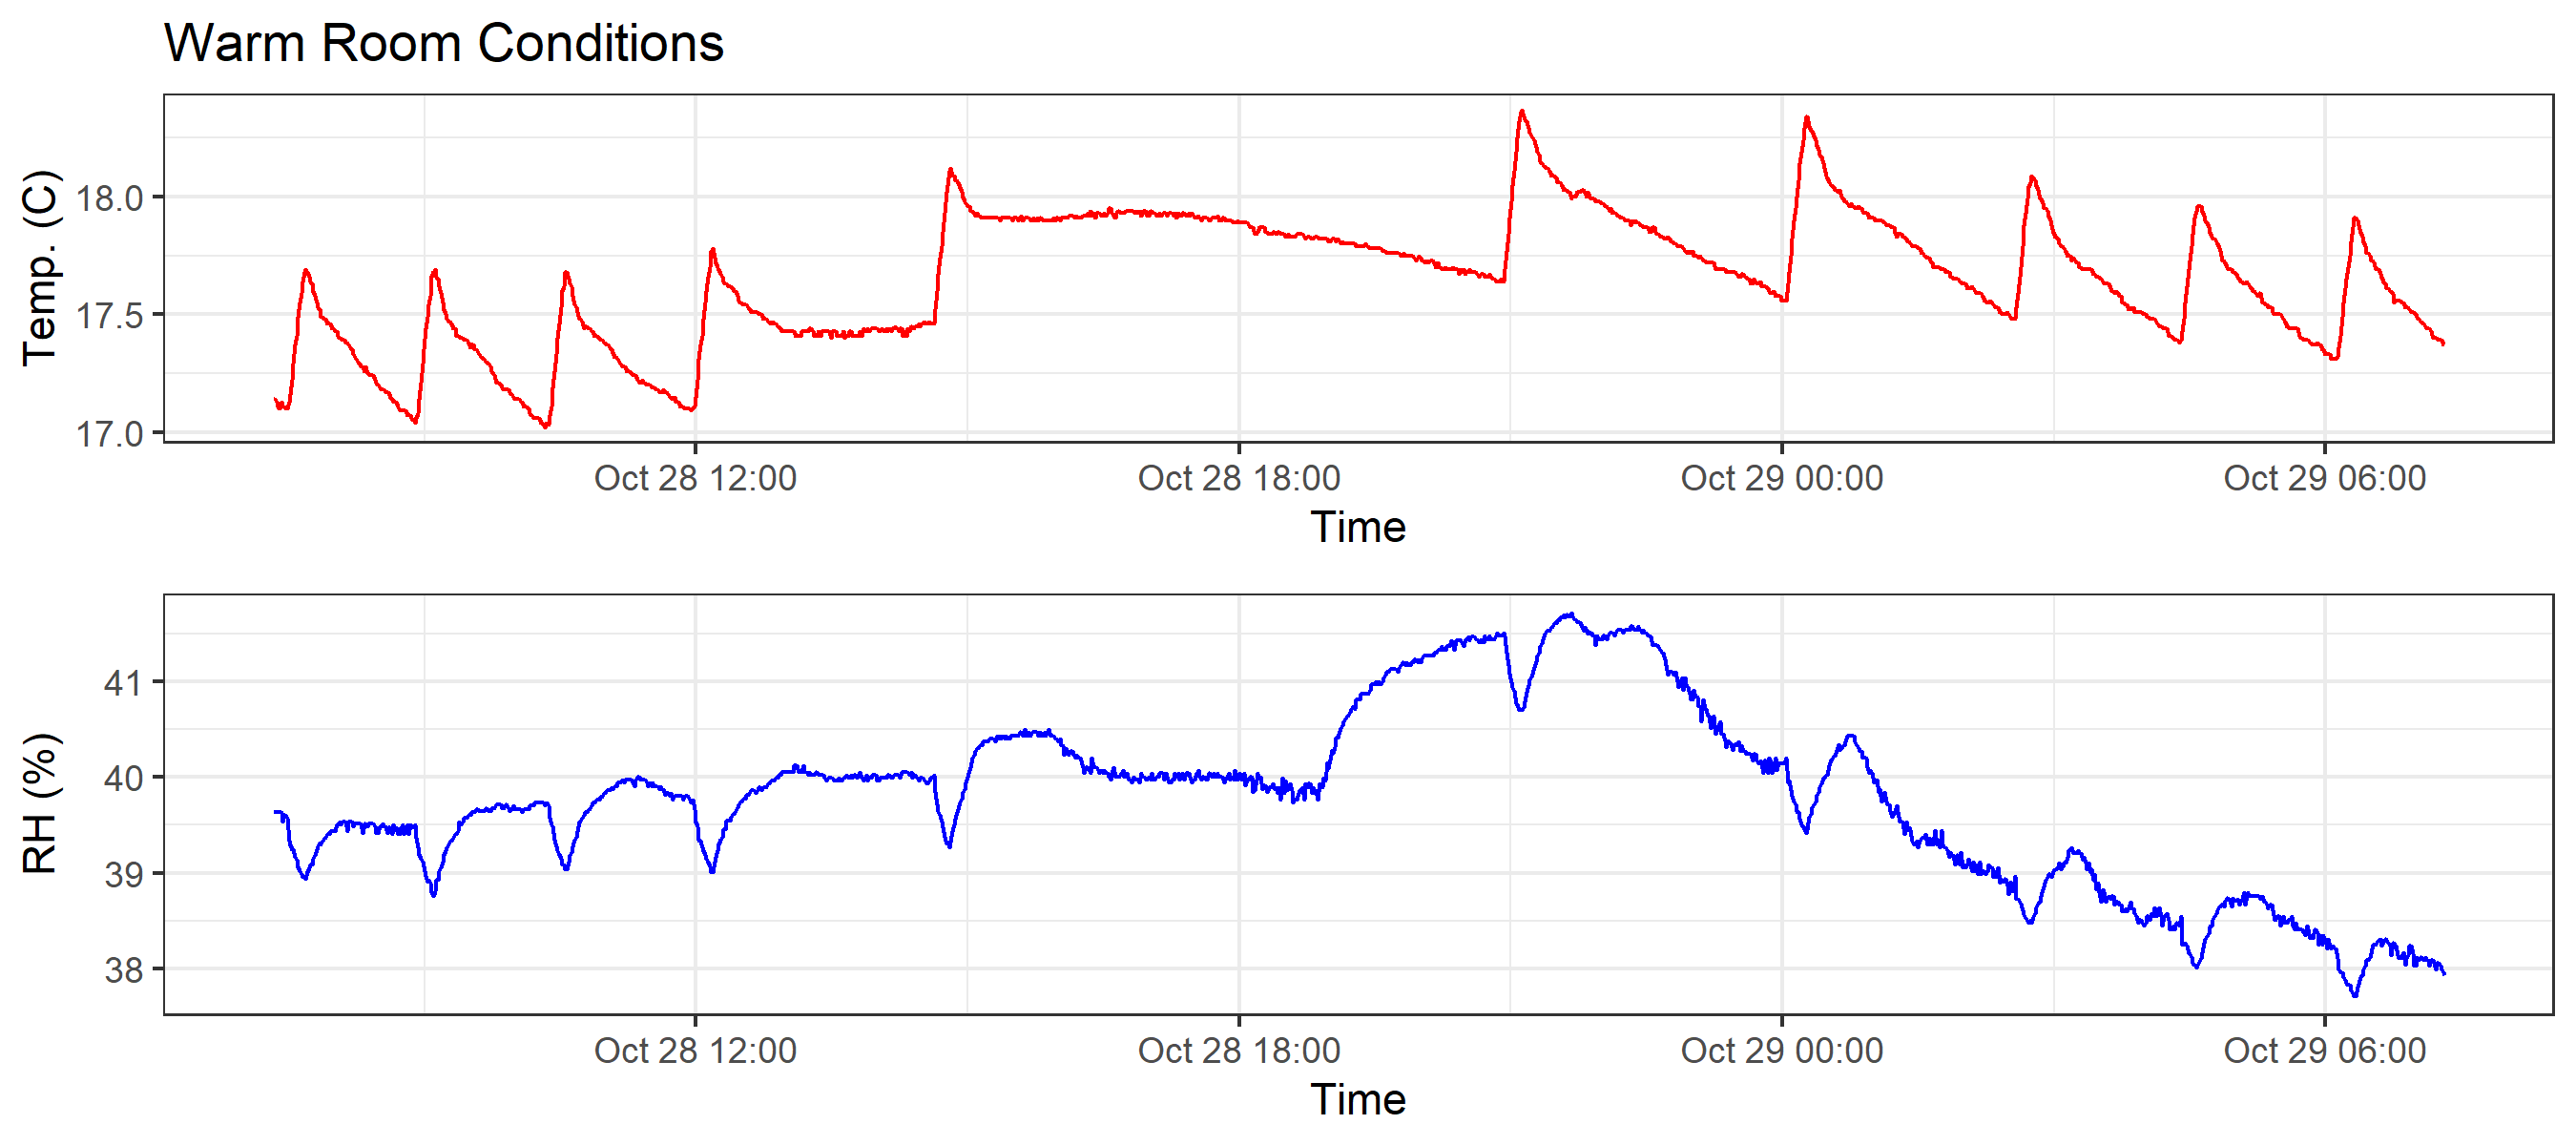 Warm Room Conditions
Temp. (C)
18.0
17.5
17.0
Oct 28 12:00 Oct 28 18:00 Oct 29 00:00 Oct 29 06:00
Time
RH (%)
41
40
39
38
Oct 28 12:00 Oct 28 18:00 Oct 29 00:00 Oct 29 06:00
Time